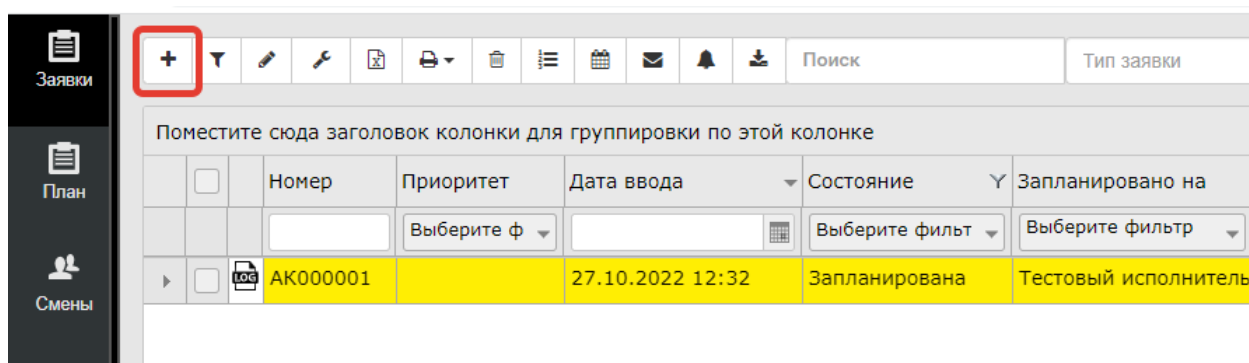 Заявки
Поиск
Тип заявки
Поместите сюда заголовок колонки для группировки по этой колонке
План
Номер Приоритет Дата ввода Состояние Запланировано на
Выберите ф Выберите фильт Выберите фильтр
Смены
LOG АК000001 27.10.2022 12:32 Запланирована Тестовый исполнитель